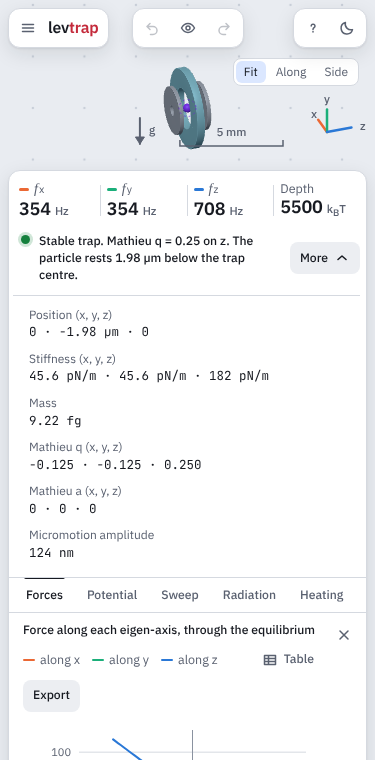 levtrap
?
Fit Along Side
g
5 mm
y
x
z
fx fy fz Depth
354 Hz 354 Hz 708 Hz 5500 kBT
Stable trap. Mathieu q = 0.25 on z. The
particle rests 1.98 µm below the trap
centre.
More
Position (x, y, z)
0 · -1.98 µm · 0
Stiffness (x, y, z)
45.6 pN/m · 45.6 pN/m · 182 pN/m
Mass
9.22 fg
Mathieu q (x, y, z)
-0.125 · -0.125 · 0.250
Mathieu a (x, y, z)
0 · 0 · 0
Micromotion amplitude
124 nm
Forces Potential Sweep Radiation Heating
Force along each eigen-axis, through the equilibrium
along x along y along z Table
Export
100